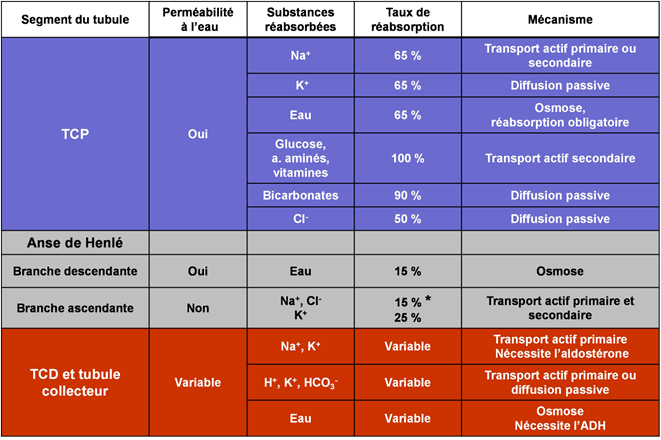 Segment du tubule
Perméabilité
à l’eau
Substances
réabsorbées
Taux de
réabsorption
Mécanisme
TCP
Oui
Na⁺
65 %
Transport actif primaire ou
secondaire
K⁺
65 %
Diffusion passive
Eau
65 %
Osmose,
réabsorption obligatoire
Glucose,
a. aminés,
vitamines
100 %
Transport actif secondaire
Bicarbonates
90 %
Diffusion passive
Cl⁻
50 %
Diffusion passive
Anse de Henlé
Branche descendante
Oui
Eau
15 %
Osmose
Branche ascendante
Non
Na⁺, Cl⁻
K⁺
15 % *
25 %
Transport actif primaire et
secondaire
TCD et tubule
collecteur
Variable
Na⁺, K⁺
Variable
Transport actif primaire
Nécessite l’aldostérone
H⁺, K⁺, HCO₃⁻
Variable
Transport actif primaire ou
diffusion passive
Eau
Variable
Osmose
Nécessite l’ADH